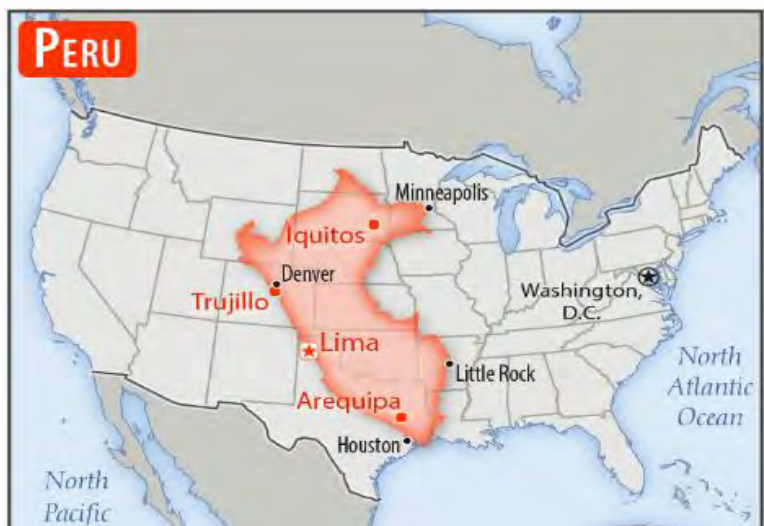 PERU
Minneapolis
Iquitos
Denver
Trujillo
Washington,
D.C.
Lima
Little Rock
North
Atlantic
Ocean
Arequipa
Houston
North
Pacific